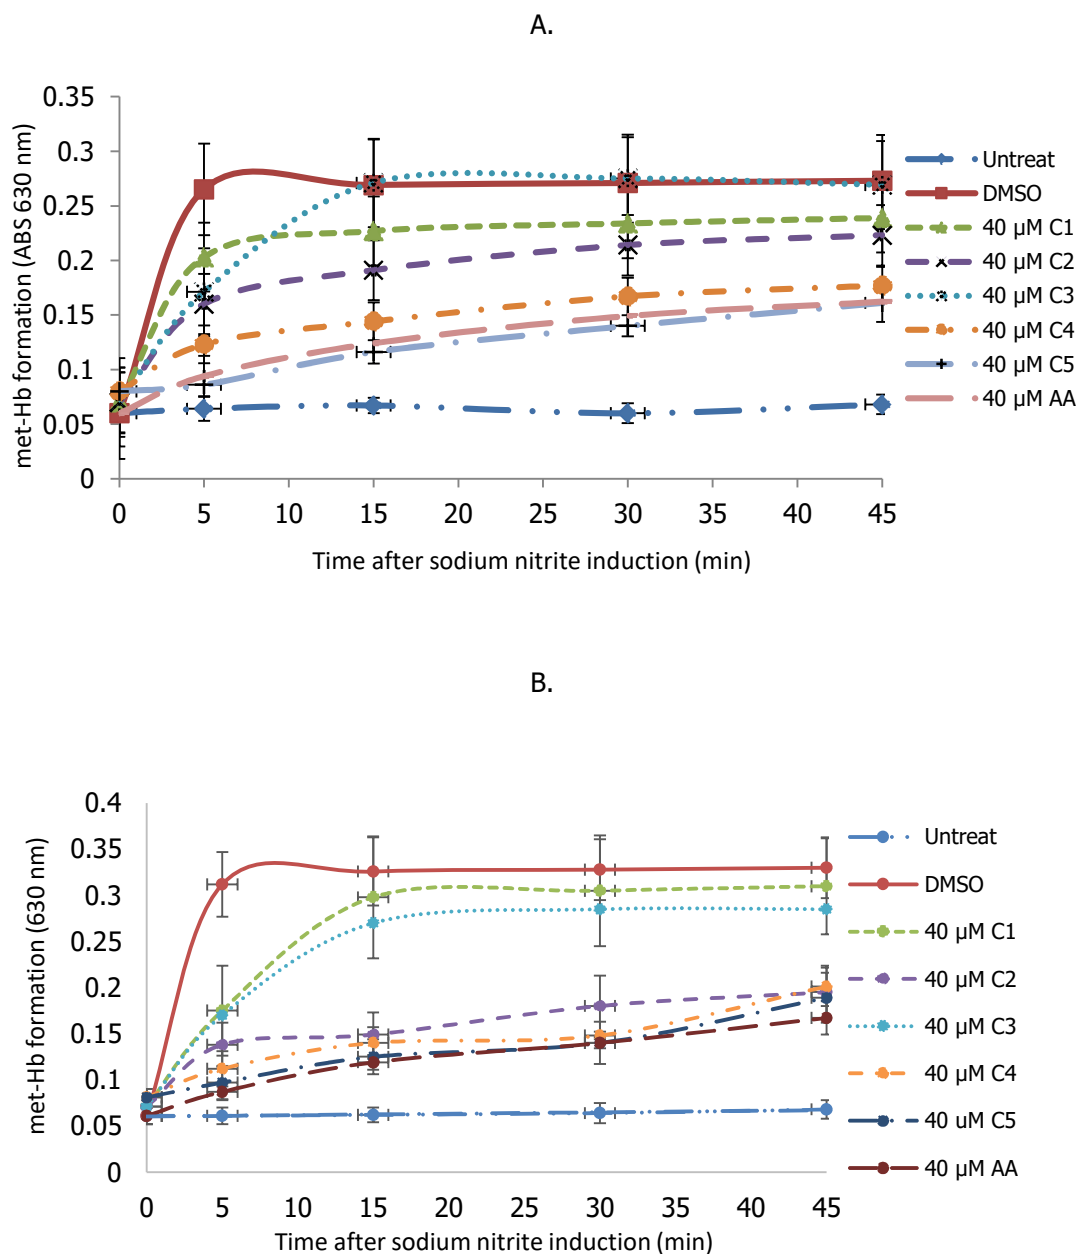 A.
met-Hb formation (ABS 630 nm)
0.35
0.3
0.25
0.2
0.15
0.1
0.05
0
0 5 10 15 20 25 30 35 40 45
Time after sodium nitrite induction (min)
Untreat
DMSO
40 µM C1
40 µM C2
40 µM C3
40 µM C4
40 µM C5
40 µM AA
B.
met-Hb formation (630 nm)
0.4
0.35
0.3
0.25
0.2
0.15
0.1
0.05
0
0 5 10 15 20 25 30 35 40 45
Time after sodium nitrite induction (min)
Untreat
DMSO
40 µM C1
40 µM C2
40 µM C3
40 µM C4
40 uM C5
40 µM AA